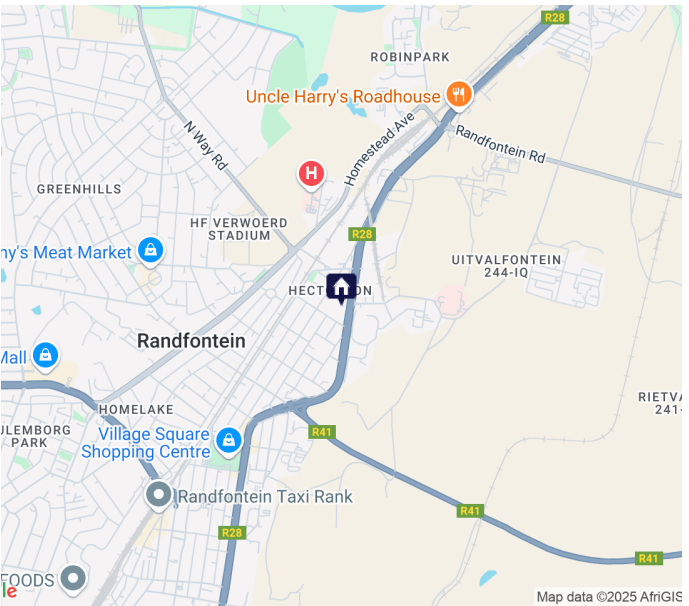 R28
ROBINPARK
Uncle Harry's Roadhouse
Homestead Ave
N Way Rd
Randfontein Rd
H
GREENHILLS
HF VERWOERD
STADIUM
R28
ny's Meat Market
UITVALFONTEIN
244-IQ
Randfontein
Mall
RIETVA
241-
HOMELAKE
ULEMBORG
PARK
Village Square
Shopping Centre
R41
Randfontein Taxi Rank
R41
R28
R41
FOODS
le
Map data ©2025 AfriGIS